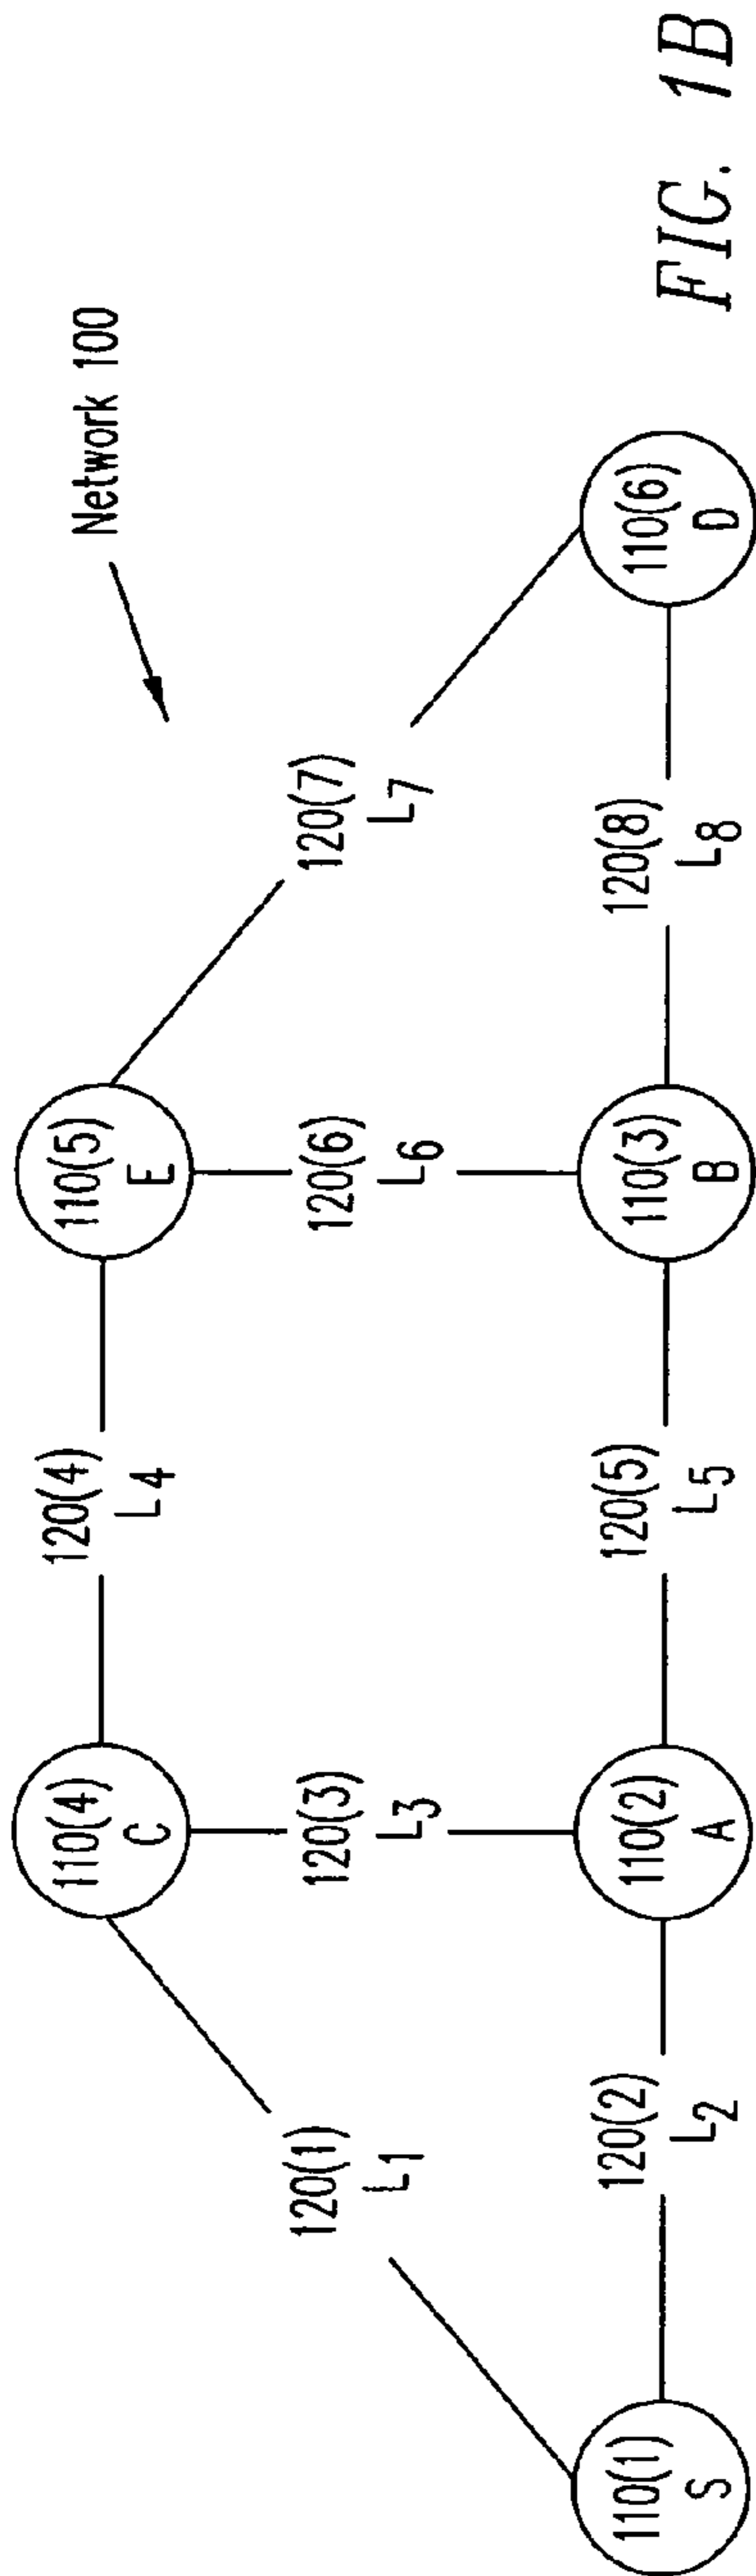 Network 100
110(4)
C
120(4)
L4
110(5)
E
120(1)
L1
120(3)
L3
120(6)
L6
120(7)
L7
110(1)
S
120(2)
L2
110(2)
A
120(5)
L5
110(3)
B
120(8)
L8
110(6)
D
FIG. 1B